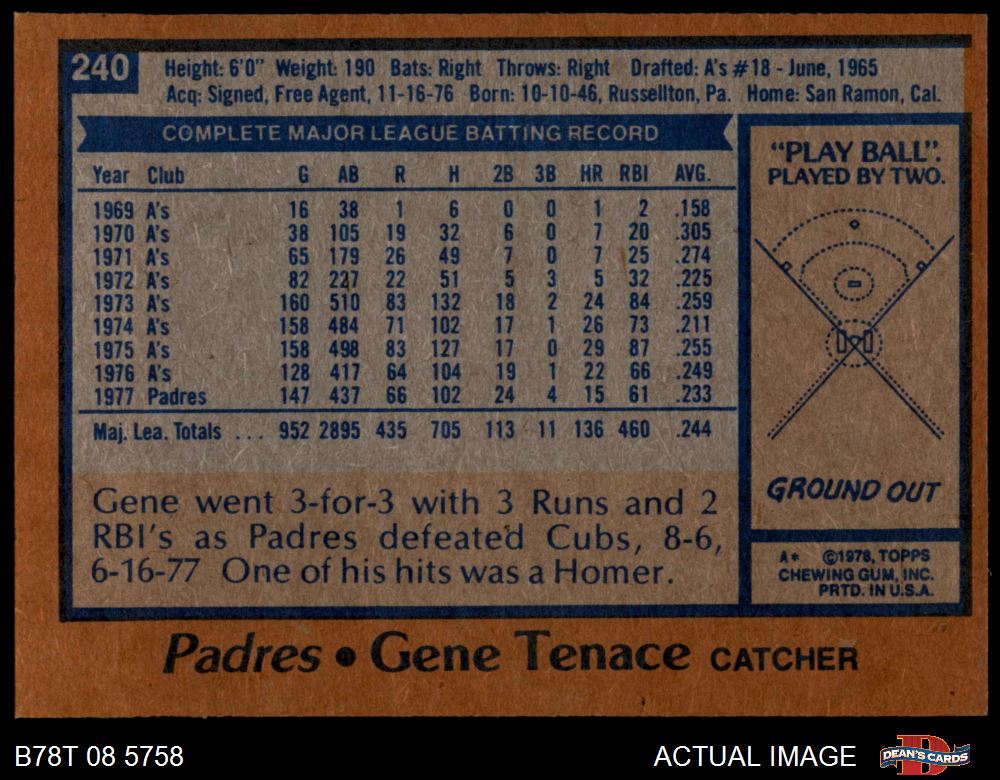 240
Height: 6'0" Weight: 190 Bats: Right Throws: Right Drafted: A's #18 - June, 1965
Acq: Signed, Free Agent, 11-16-76 Born: 10-10-46, Russellton, Pa. Home: San Ramon, Cal.
COMPLETE MAJOR LEAGUE BATTING RECORD
Year Club G AB R H 2B 3B HR RBI AVG.
1969 A's 16 38 1 6 0 0 1 2 .158
1970 A's 38 105 19 32 6 0 7 20 .305
1971 A's 65 179 26 49 7 0 7 25 .274
1972 A's 82 227 22 51 5 3 5 32 .225
1973 A's 160 510 83 132 18 2 24 84 .259
1974 A's 158 484 71 102 17 1 26 73 .211
1975 A's 158 498 83 127 17 0 29 87 .255
1976 A's 128 417 64 104 19 1 22 66 .249
1977 Padres 147 437 66 102 24 4 15 61 .233
Maj. Lea. Totals ... 952 2895 435 705 113 11 136 460 .244
Gene went 3-for-3 with 3 Runs and 2
RBI's as Padres defeated Cubs, 8-6,
6-16-77 One of his hits was a Homer.
"PLAY BALL".
PLAYED BY TWO.
GROUND OUT
A* ©1978, TOPPS
CHEWING GUM, INC.
PRTD. IN U.S.A.
Padres • Gene Tenace CATCHER
B78T 08 5758
ACTUAL IMAGE
D
DEAN'S CARDS